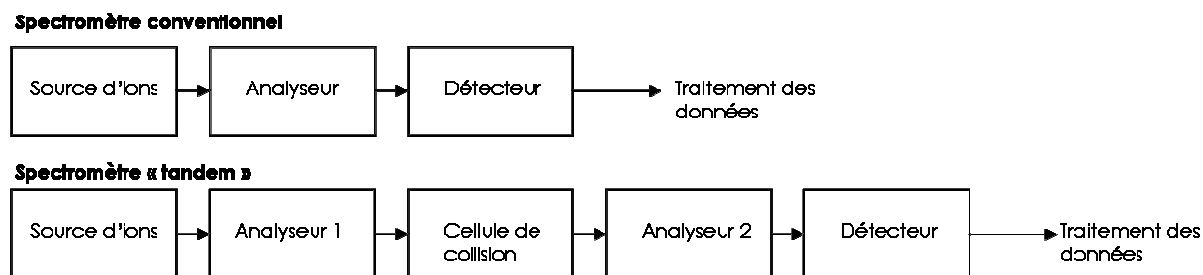 Spectromètre conventionnel
Source d'ions
Analyseur
Détecteur
Traitement des
données
Spectromètre « tandem »
Source d'ions
Analyseur 1
Cellule de
collision
Analyseur 2
Détecteur
Traitement des
données